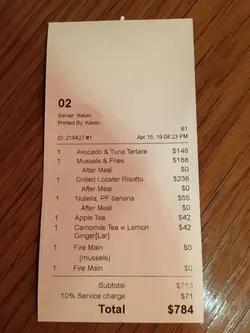 02
Server: Kelvin
Printed By: Kelvin
S1
ID: 218427 #1 Apr 15, 19 08:23 PM
1 Avocado & Tuna Tartare $148
1 Mussels & Fries $188
After Meal $0
1 Grilled Lobster Risotto $238
After Meal $0
1 Nutella, PF banana $55
After Meal $0
1 Apple Tea $42
1 Camomile Tea w Lemon $42
Ginger[Lar]
1 Fire Main $0
(mussels)
1 Fire Main $0
Subtotal $713
10% Service charge $71
Total $784